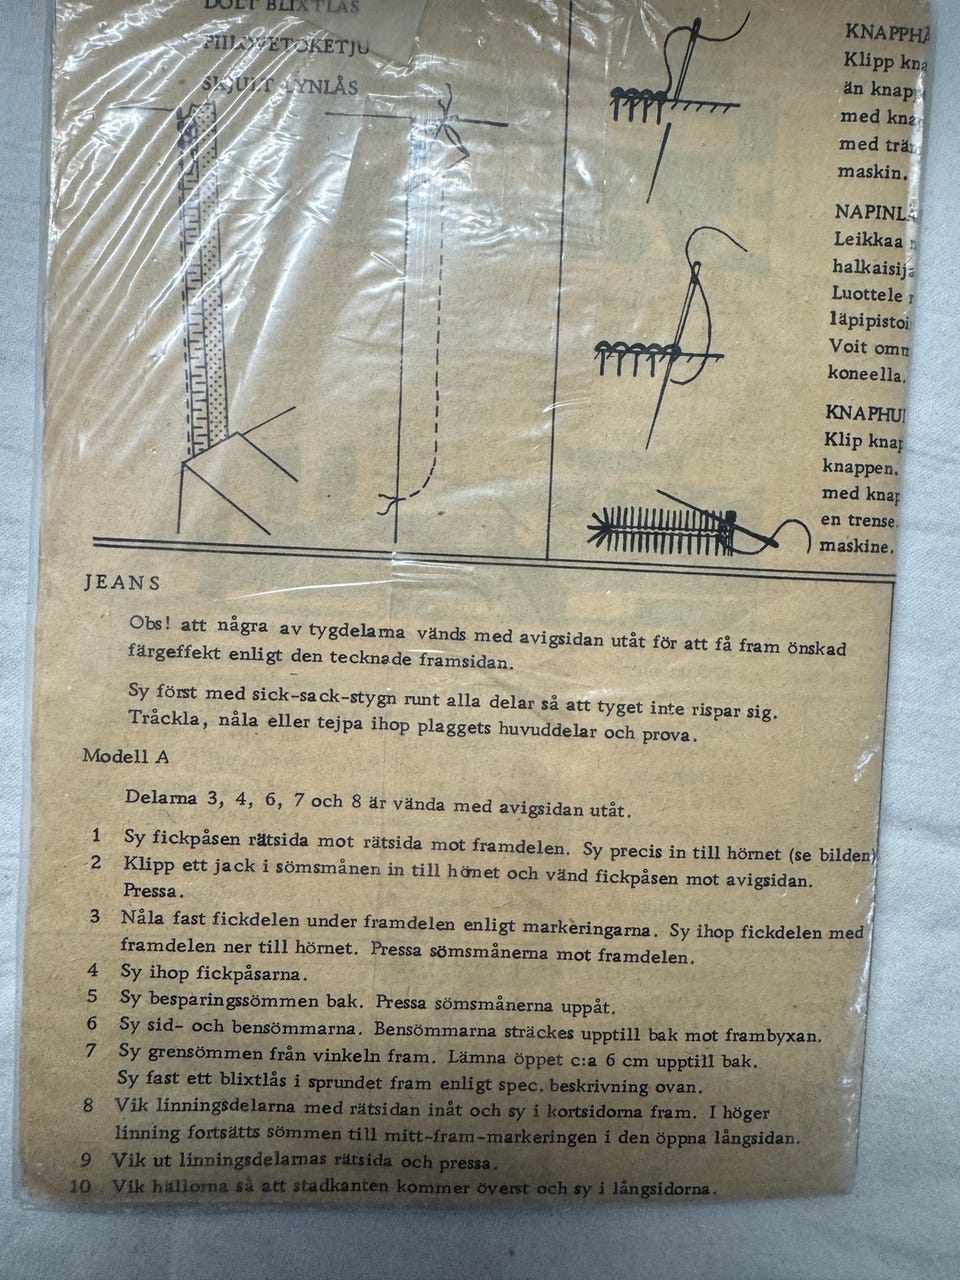 DOLT BLIXTLÅS
PIILOVETOKETJU
SKJULT LYNLÅS
KNAPPHÅ
Klipp kna
än knap
med kna
med trä
maskin.
NAPINL
Leikkaa
halkaisija
Luottele
läpipistoi
Voit omm
koneella.
KNAPHUL
Klip knap
knappen.
med knap
en trense.
maskine.
JEANS
Obs! att några av tygdelarna vänds med avigsidan utåt för att få fram önskad
färgeffekt enligt den tecknade framsidan.
Sy först med sick-sack-stygn runt alla delar så att tyget inte rispar sig.
Tråckla, nåla eller tejpa ihop plaggets huvuddelar och prova.
Modell A
Delarna 3, 4, 6, 7 och 8 är vända med avigsidan utåt.
1 Sy fickpåsen rätsida mot rätsida mot framdelen. Sy precis in till hörnet (se bilden)
2 Klipp ett jack i sömsmånen in till hörnet och vänd fickpåsen mot avigsidan.
Pressa.
3 Nåla fast fickdelen under framdelen enligt markeringarna. Sy ihop fickdelen med
framdelen ner till hörnet. Pressa sömsmånerna mot framdelen.
4 Sy ihop fickpåsarna.
5 Sy besparingssömmen bak. Pressa sömsmånerna uppåt.
6 Sy sid- och bensömmarna. Bensömmarna sträckes upptill bak mot frambyxan.
7 Sy grensömmen från vinkeln fram. Lämna öppet c:a 6 cm upptill bak.
Sy fast ett blixtlås i sprundet fram enligt spec. beskrivning ovan.
8 Vik linningsdelarna med rätsidan inåt och sy i kortsidorna fram. I höger
linning fortsätts sömmen till mitt-fram-markeringen i den öppna långsidan.
9 Vik ut linningsdelarnas rätsida och pressa.
10 Vik hällorna så att stadkanten kommer överst och sy i långsidorna.